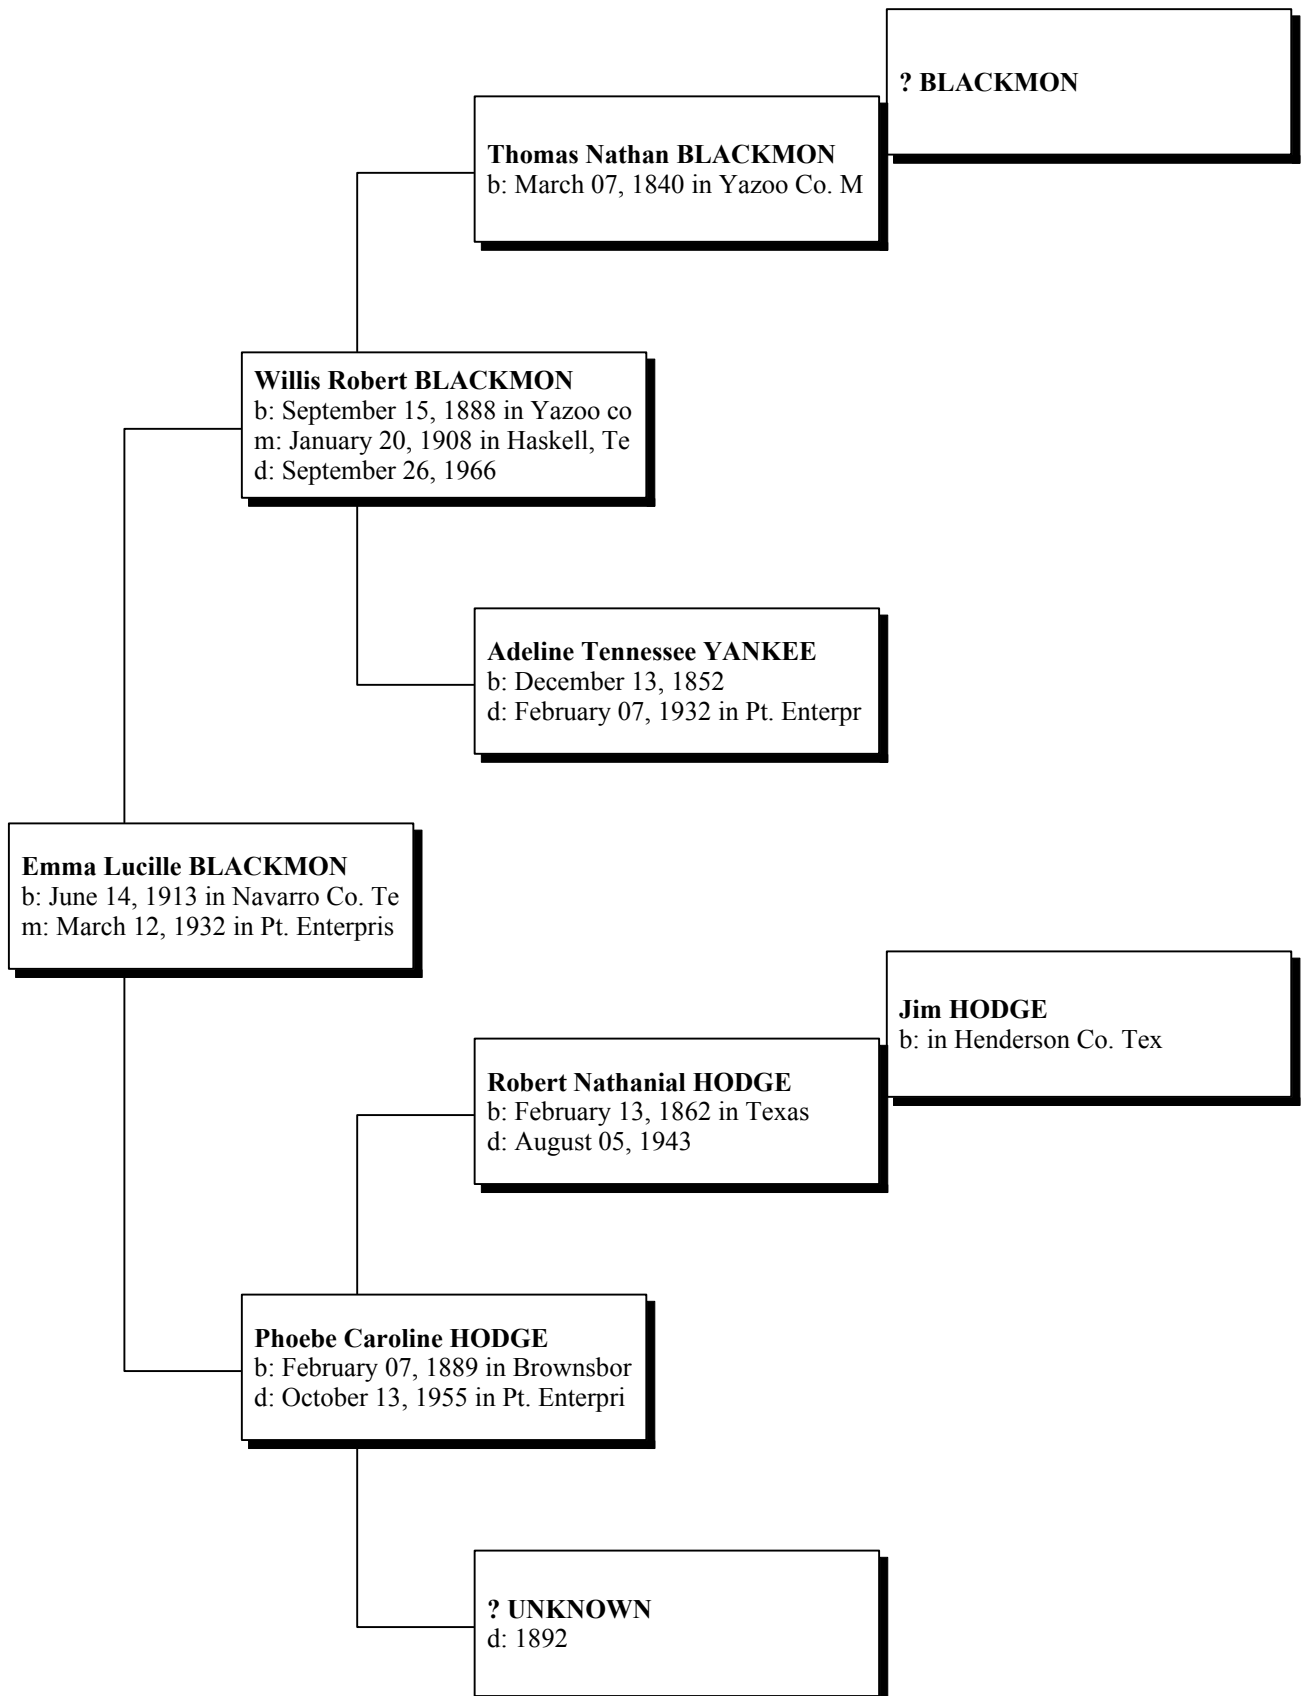 ? BLACKMON
Thomas Nathan BLACKMON
b: March 07, 1840 in Yazoo Co. M
Willis Robert BLACKMON
b: September 15, 1888 in Yazoo co
m: January 20, 1908 in Haskell, Te
d: September 26, 1966
Adeline Tennessee YANKEE
b: December 13, 1852
d: February 07, 1932 in Pt. Enterpr
Emma Lucille BLACKMON
b: June 14, 1913 in Navarro Co. Te
m: March 12, 1932 in Pt. Enterpris
Jim HODGE
b: in Henderson Co. Tex
Robert Nathanial HODGE
b: February 13, 1862 in Texas
d: August 05, 1943
Phoebe Caroline HODGE
b: February 07, 1889 in Brownsbor
d: October 13, 1955 in Pt. Enterpri
? UNKNOWN
d: 1892